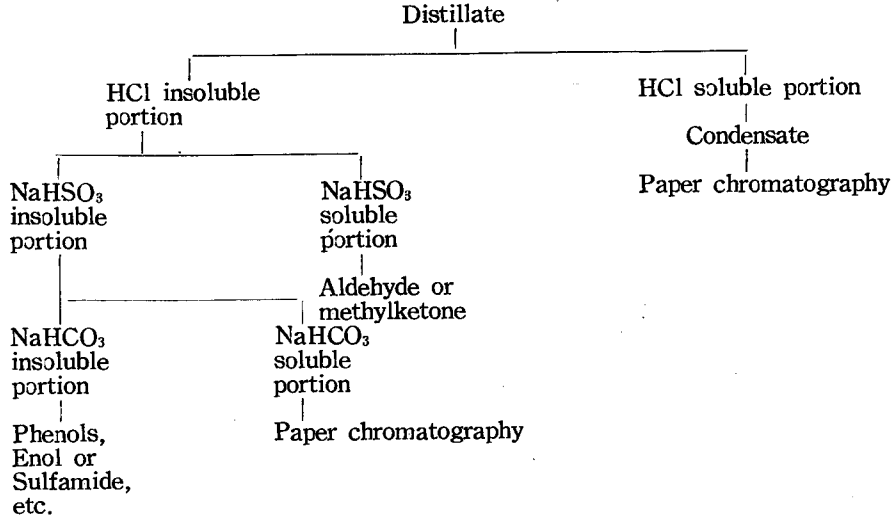 Distillate
HCl insoluble
portion
HCl soluble portion
Condensate
Paper chromatography
NaHSO₃
insoluble
portion
NaHSO₃
soluble
portion
Aldehyde or
methylketone
NaHCO₃
insoluble
portion
NaHCO₃
soluble
portion
Phenols,
Enol or
Sulfamide,
etc.
Paper chromatography